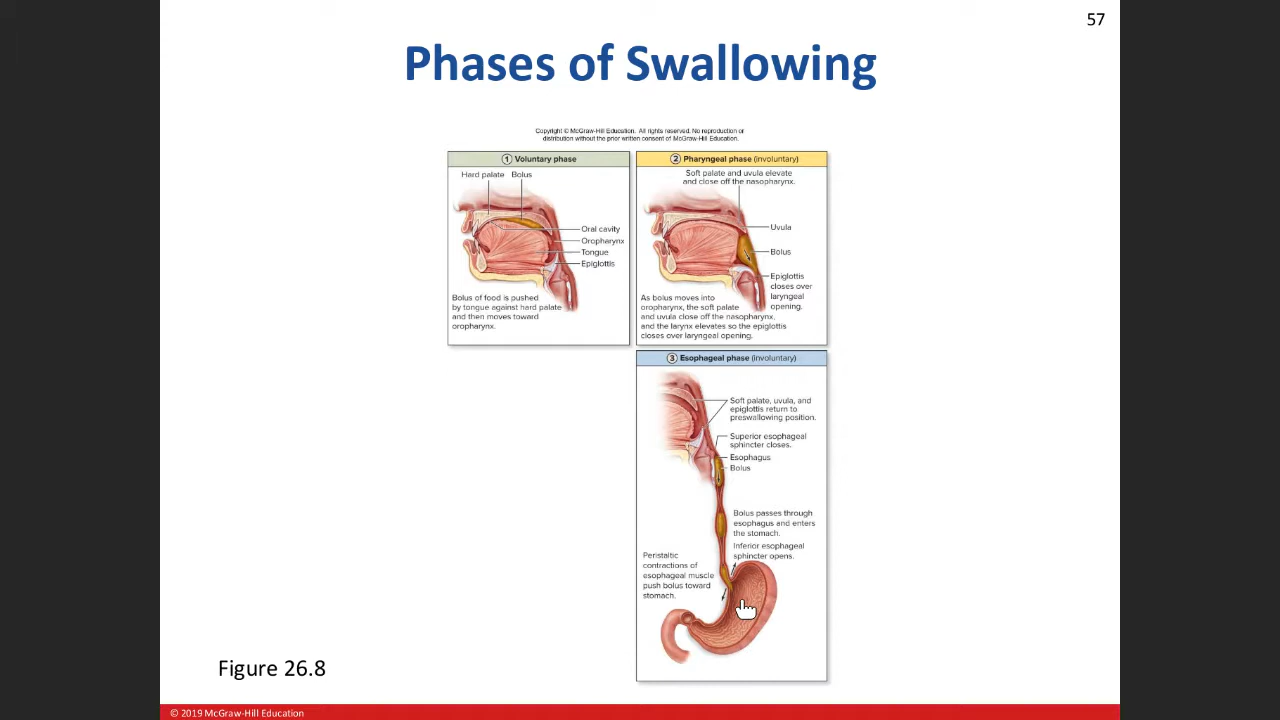 57
Phases of Swallowing
Copyright © McGraw-Hill Education. All rights reserved. No reproduction or
distribution without the prior written consent of McGraw-Hill Education.
1 Voluntary phase
Hard palate Bolus
Oral cavity
Oropharynx
Tongue
Epiglottis
Bolus of food is pushed
by tongue against hard palate
and then moves toward
oropharynx.
2 Pharyngeal phase (involuntary)
Soft palate and uvula elevate
and close off the nasopharynx.
Uvula
Bolus
Epiglottis
closes over
laryngeal
opening.
As bolus moves into
oropharynx, the soft palate
and uvula close off the nasopharynx,
and the larynx elevates so the epiglottis
closes over laryngeal opening.
3 Esophageal phase (involuntary)
Soft palate, uvula, and
epiglottis return to
preswallowing position.
Superior esophageal
sphincter closes.
Esophagus
Bolus
Bolus passes through
esophagus and enters
the stomach.
Inferior esophageal
sphincter opens.
Peristaltic
contractions of
esophageal muscle
push bolus toward
stomach.
Figure 26.8
© 2019 McGraw-Hill Education